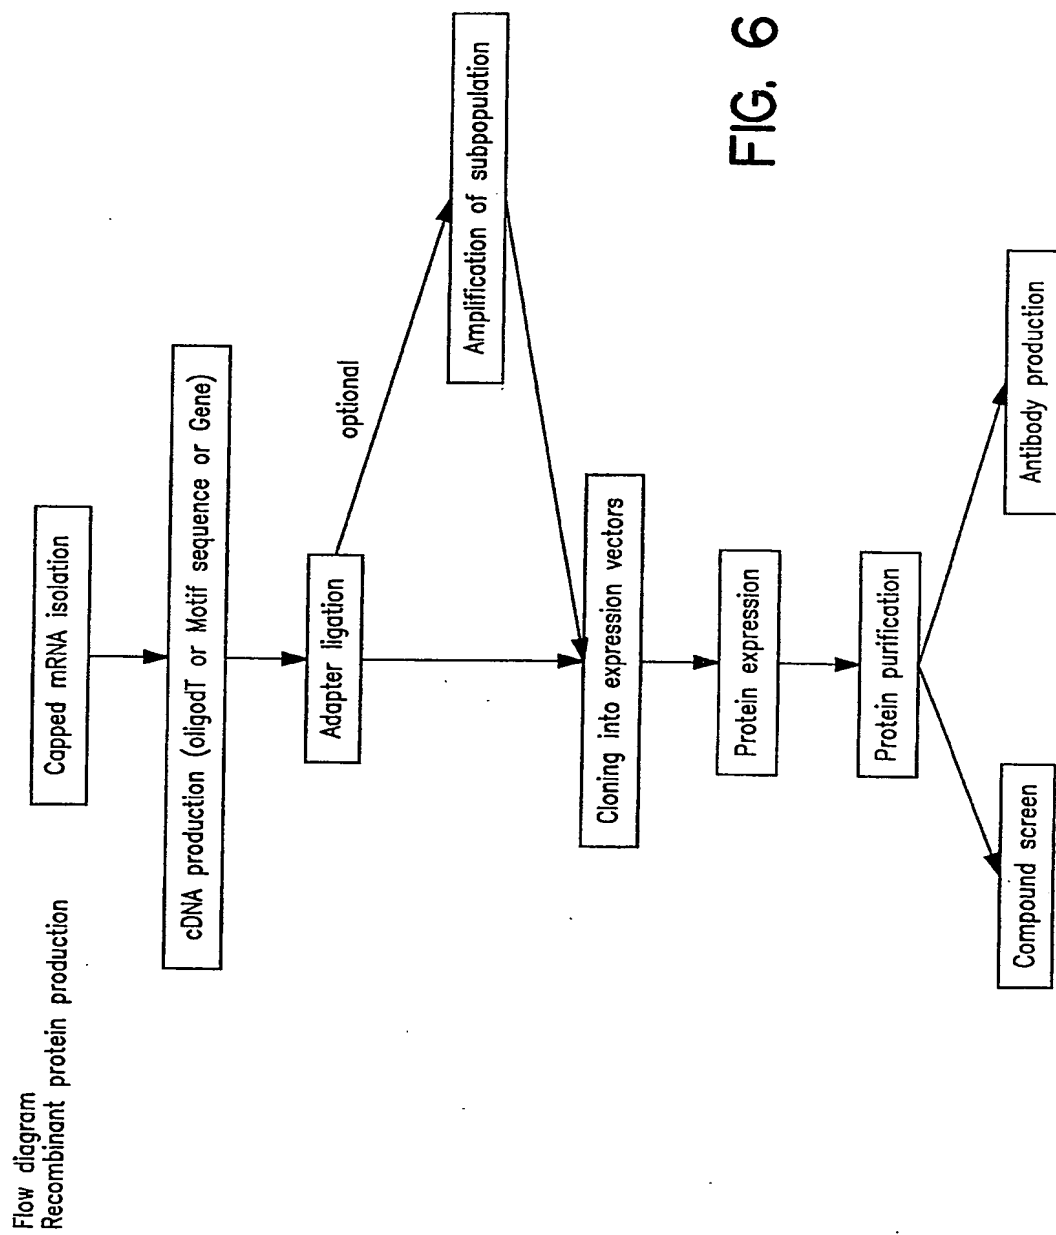 Flow diagram
Recombinant protein production
Capped mRNA isolation
cDNA production (oligodT or Motif sequence or Gene)
Adapter ligation
optional
Amplification of subpopulation
Cloning into expression vectors
Protein expression
Protein purification
Compound screen
Antibody production
FIG. 6